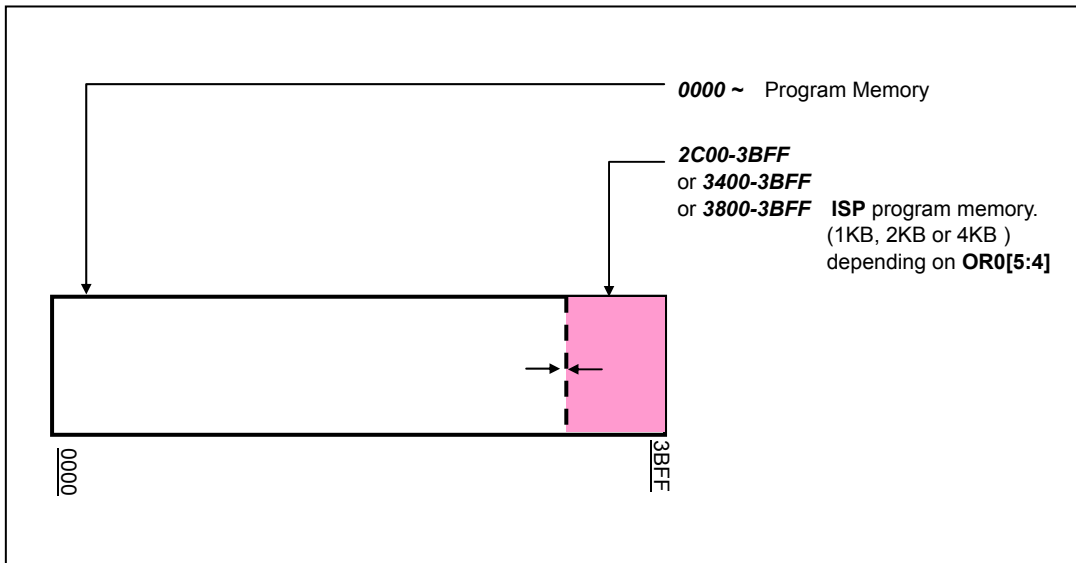 0000 ~ Program Memory
2C00-3BFF
or 3400-3BFF
or 3800-3BFF ISP program memory.
(1KB, 2KB or 4KB )
depending on OR0[5:4]
0000
3BFF